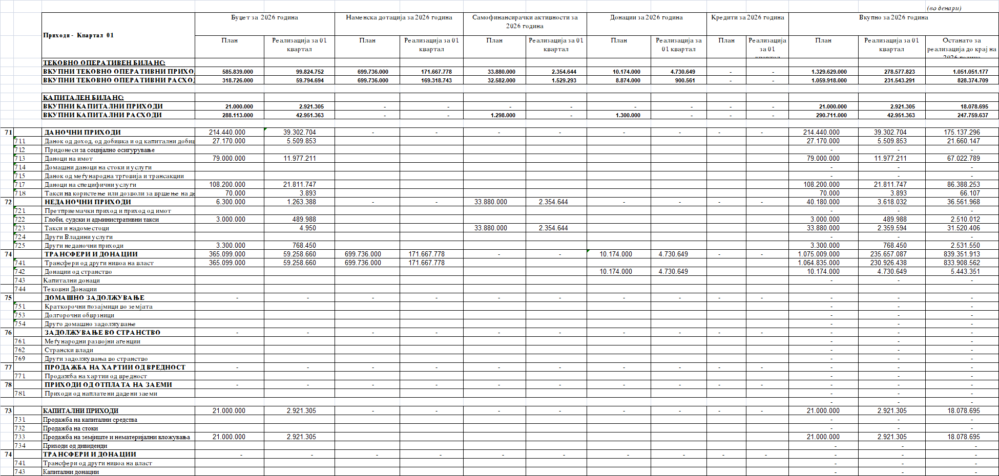 (во денари)
Приходи - Квартал 01 Буџет за 2026 година Наменска дотација за 2026 година Самофинансирачки активности за 2026 година Донации за 2026 година Кредити за 2026 година Вкупно за 2026 година
План Реализација за 01 квартал План Реализација за 01 квартал План Реализација за 01 квартал План Реализација за 01 квартал План Реализација за 01 квартал План Реализација за 01 квартал Останато за реализација до крај на 2026 година
ТЕКОВНО ОПЕРАТИВЕН БИЛАНС:
ВКУПНИ ТЕКОВНО ОПЕРАТИВНИ ПРИХО 585.839.000 99.824.752 699.736.000 171.667.778 33.880.000 2.354.644 10.174.000 4.730.649 - - 1.329.629.000 278.577.823 1.051.051.177
ВКУПНИ ТЕКОВНО ОПЕРАТИВНИ РАСХОД 318.726.000 59.794.694 699.736.000 169.318.743 32.582.000 1.529.293 8.874.000 900.561 - - 1.059.918.000 231.543.291 828.374.709
КАПИТАЛЕН БИЛАНС:
ВКУПНИ КАПИТАЛНИ ПРИХОДИ 21.000.000 2.921.305 - - - - - - - - 21.000.000 2.921.305 18.078.695
ВКУПНИ КАПИТАЛНИ РАСХОДИ 288.113.000 42.951.363 - - 1.298.000 - 1.300.000 - - - 290.711.000 42.951.363 247.759.637
71 ДАНОЧНИ ПРИХОДИ 214.440.000 39.302.704 - - - - - - - - 214.440.000 39.302.704 175.137.296
711 Данок од доход, од добивка и од капитални добив 27.170.000 5.509.853 27.170.000 5.509.853 21.660.147
712 Придонеси за социјално осигурување - - -
713 Даноци на имот 79.000.000 11.977.211 79.000.000 11.977.211 67.022.789
714 Домашни даноци на стоки и услуги - - -
715 Данок од меѓународна трговија и трансакции - - -
717 Даноци на специфични услуги 108.200.000 21.811.747 108.200.000 21.811.747 86.388.253
718 Такси на користење или дозволи за вршење на де 70.000 3.893 70.000 3.893 66.107
72 НЕДАНОЧНИ ПРИХОДИ 6.300.000 1.263.388 - - 33.880.000 2.354.644 - - - - 40.180.000 3.618.032 36.561.968
721 Претприемачки приход и приход од имот - - -
722 Глоби, судски и административни такси 3.000.000 489.988 3.000.000 489.988 2.510.012
723 Такси и надоместоци 4.950 33.880.000 2.354.644 33.880.000 2.359.594 31.520.406
724 Други Владини услуги - - -
725 Други неданочни приходи 3.300.000 768.450 3.300.000 768.450 2.531.550
74 ТРАНСФЕРИ И ДОНАЦИИ 365.099.000 59.258.660 699.736.000 171.667.778 - - 10.174.000 4.730.649 - - 1.075.009.000 235.657.087 839.351.913
741 Трансфери од други нивоа на власт 365.099.000 59.258.660 699.736.000 171.667.778 1.064.835.000 230.926.438 833.908.562
742 Донации од странство 10.174.000 4.730.649 10.174.000 4.730.649 5.443.351
743 Капитални донаци - - -
744 Тековни Донации - - -
75 ДОМАШНО ЗАДОЛЖУВАЊЕ - - - - - - - - - - - - -
751 Краткорочни позајмици во земјата - - -
753 Долгорочни обврзници - - -
754 Друго домашно задолжување - - -
76 ЗАДОЛЖУВАЊЕ ВО СТРАНСТВО - - - - - - - - - - - - -
761 Меѓународни развојни агенции - - -
762 Странски влади - - -
769 Други задолжувања во странство - - -
77 ПРОДАЖБА НА ХАРТИИ ОД ВРЕДНОСТ - - - - - - - - - - - - -
771 Продажба на хартии од вредност - - -
78 ПРИХОДИ ОД ОТПЛАТА НА ЗАЕМИ - - - - - - - - - - - - -
781 Приходи од наплатени дадени заеми - - -
- - -
73 КАПИТАЛНИ ПРИХОДИ 21.000.000 2.921.305 - - - - - - - - 21.000.000 2.921.305 18.078.695
731 Продажба на капитални средства - - -
732 Продажба на стоки - - -
733 Продажба на земјиште и нематеријални вложувања 21.000.000 2.921.305 21.000.000 2.921.305 18.078.695
734 Приходи од дивиденди - - -
74 ТРАНСФЕРИ И ДОНАЦИИ - - - - - - - - - - - - -
741 Трансфери од други нивоа на власт - - -
743 Капитални донации - - -